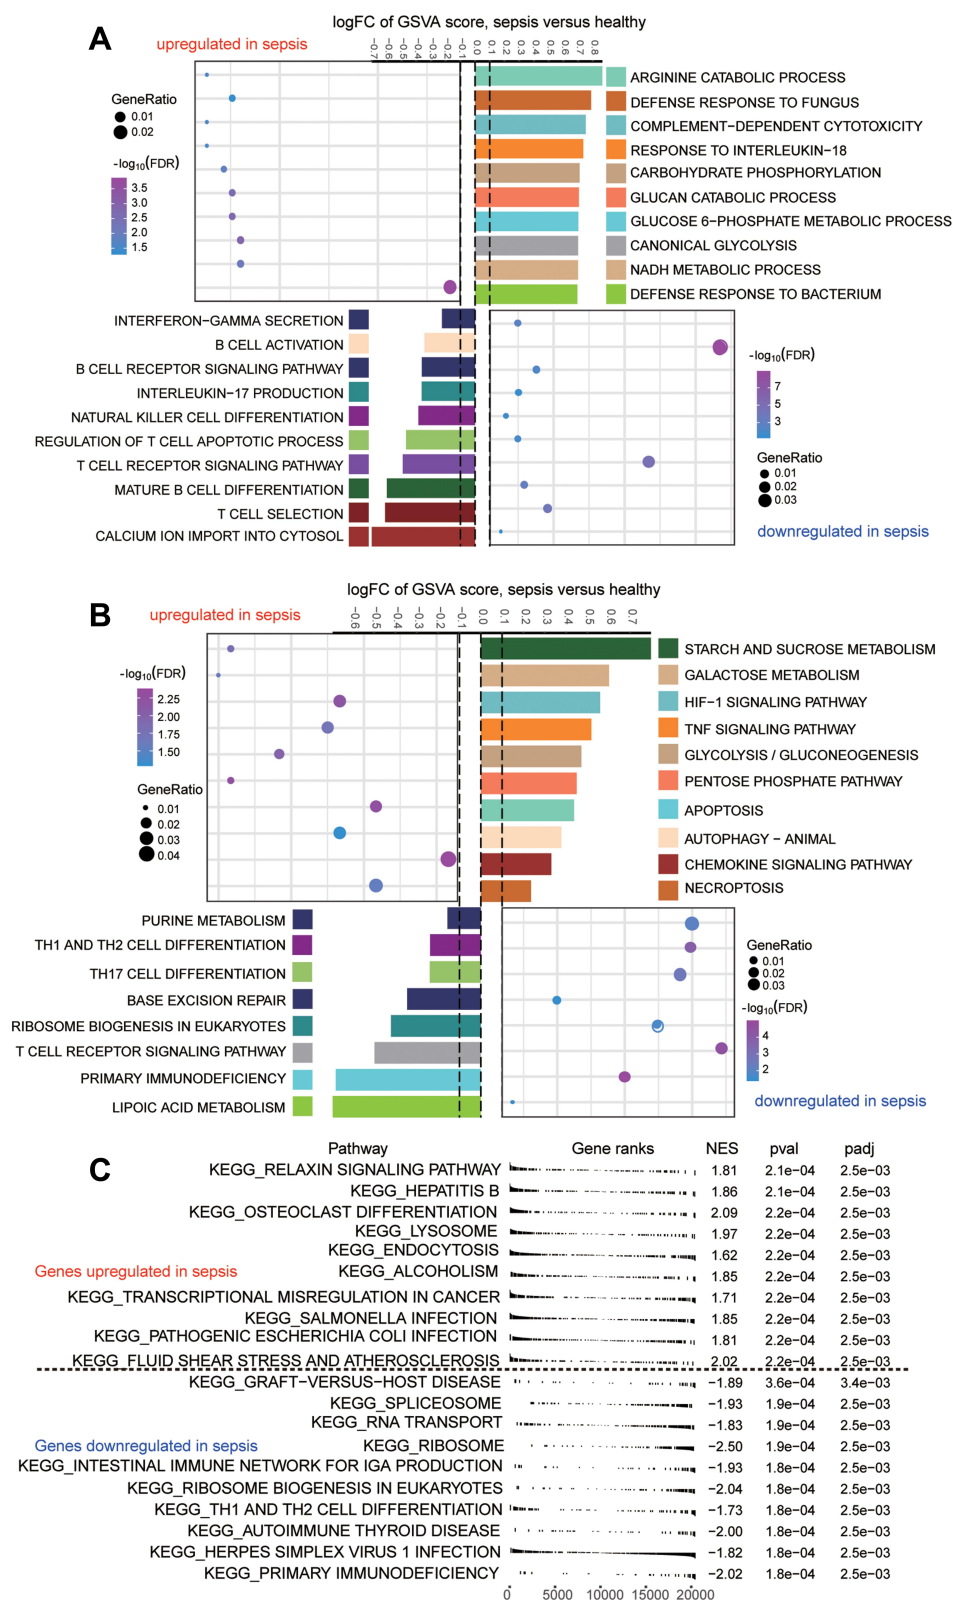 A
logFC of GSVA score, sepsis versus healthy
upregulated in sepsis
-0.7 -0.6 -0.5 -0.4 -0.3 -0.2 -0.1 0.0 0.1 0.2 0.3 0.4 0.5 0.6 0.7 0.8
GeneRatio
0.01
0.02
-log10(FDR)
3.5
3.0
2.5
2.0
1.5
ARGININE CATABOLIC PROCESS
DEFENSE RESPONSE TO FUNGUS
COMPLEMENT-DEPENDENT CYTOTOXICITY
RESPONSE TO INTERLEUKIN-18
CARBOHYDRATE PHOSPHORYLATION
GLUCAN CATABOLIC PROCESS
GLUCOSE 6-PHOSPHATE METABOLIC PROCESS
CANONICAL GLYCOLYSIS
NADH METABOLIC PROCESS
DEFENSE RESPONSE TO BACTERIUM
INTERFERON-GAMMA SECRETION
B CELL ACTIVATION
B CELL RECEPTOR SIGNALING PATHWAY
INTERLEUKIN-17 PRODUCTION
NATURAL KILLER CELL DIFFERENTIATION
REGULATION OF T CELL APOPTOTIC PROCESS
T CELL RECEPTOR SIGNALING PATHWAY
MATURE B CELL DIFFERENTIATION
T CELL SELECTION
CALCIUM ION IMPORT INTO CYTOSOL
-log10(FDR)
7
5
3
GeneRatio
0.01
0.02
0.03
downregulated in sepsis
B
logFC of GSVA score, sepsis versus healthy
upregulated in sepsis
-0.6 -0.5 -0.4 -0.3 -0.2 -0.1 0.0 0.1 0.2 0.3 0.4 0.5 0.6 0.7
-log10(FDR)
2.25
2.00
1.75
1.50
GeneRatio
0.01
0.02
0.03
0.04
STARCH AND SUCROSE METABOLISM
GALACTOSE METABOLISM
HIF-1 SIGNALING PATHWAY
TNF SIGNALING PATHWAY
GLYCOLYSIS / GLUCONEOGENESIS
PENTOSE PHOSPHATE PATHWAY
APOPTOSIS
AUTOPHAGY - ANIMAL
CHEMOKINE SIGNALING PATHWAY
NECROPTOSIS
PURINE METABOLISM
TH1 AND TH2 CELL DIFFERENTIATION
TH17 CELL DIFFERENTIATION
BASE EXCISION REPAIR
RIBOSOME BIOGENESIS IN EUKARYOTES
T CELL RECEPTOR SIGNALING PATHWAY
PRIMARY IMMUNODEFICIENCY
LIPOIC ACID METABOLISM
GeneRatio
0.01
0.02
0.03
-log10(FDR)
4
3
2
downregulated in sepsis
C
Pathway Gene ranks NES pval padj
KEGG_RELAXIN SIGNALING PATHWAY 1.81 2.1e-04 2.5e-03
KEGG_HEPATITIS B 1.86 2.1e-04 2.5e-03
KEGG_OSTEOCLAST DIFFERENTIATION 2.09 2.2e-04 2.5e-03
KEGG_LYSOSOME 1.97 2.2e-04 2.5e-03
KEGG_ENDOCYTOSIS 1.62 2.2e-04 2.5e-03
Genes upregulated in sepsis
KEGG_ALCOHOLISM 1.85 2.2e-04 2.5e-03
KEGG_TRANSCRIPTIONAL MISREGULATION IN CANCER 1.71 2.2e-04 2.5e-03
KEGG_SALMONELLA INFECTION 1.85 2.2e-04 2.5e-03
KEGG_PATHOGENIC ESCHERICHIA COLI INFECTION 1.81 2.2e-04 2.5e-03
KEGG_FLUID SHEAR STRESS AND ATHEROSCLEROSIS 2.02 2.2e-04 2.5e-03
KEGG_GRAFT-VERSUS-HOST DISEASE -1.89 3.6e-04 3.4e-03
KEGG_SPLICEOSOME -1.93 1.9e-04 2.5e-03
KEGG_RNA TRANSPORT -1.83 1.9e-04 2.5e-03
Genes downregulated in sepsis
KEGG_RIBOSOME -2.50 1.9e-04 2.5e-03
KEGG_INTESTINAL IMMUNE NETWORK FOR IGA PRODUCTION -1.93 1.8e-04 2.5e-03
KEGG_RIBOSOME BIOGENESIS IN EUKARYOTES -2.04 1.8e-04 2.5e-03
KEGG_TH1 AND TH2 CELL DIFFERENTIATION -1.73 1.8e-04 2.5e-03
KEGG_AUTOIMMUNE THYROID DISEASE -2.00 1.8e-04 2.5e-03
KEGG_HERPES SIMPLEX VIRUS 1 INFECTION -1.82 1.8e-04 2.5e-03
KEGG_PRIMARY IMMUNODEFICIENCY -2.02 1.8e-04 2.5e-03
0 5000 10000 15000 20000